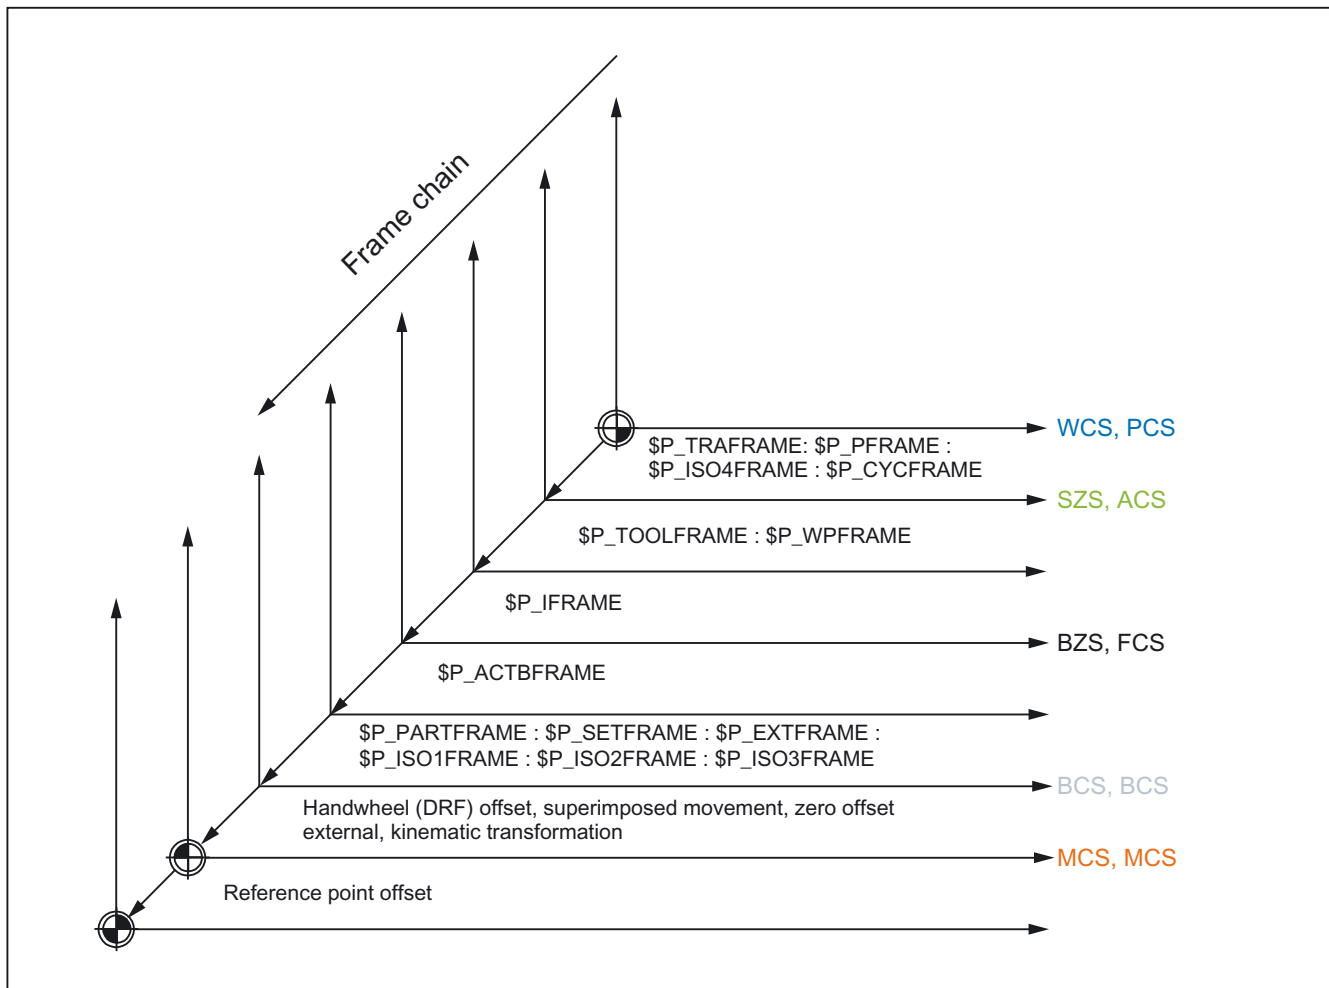 Frame chain
WCS, PCS
$P_TRAFRAME: $P_PFRAME :
$P_ISO4FRAME : $P_CYCFRAME
SZS, ACS
$P_TOOLFRAME : $P_WPFRAME
$P_IFRAME
BZS, FCS
$P_ACTBFRAME
$P_PARTFRAME : $P_SETFRAME : $P_EXTFRAME :
$P_ISO1FRAME : $P_ISO2FRAME : $P_ISO3FRAME
BCS, BCS
Handwheel (DRF) offset, superimposed movement, zero offset
external, kinematic transformation
MCS, MCS
Reference point offset